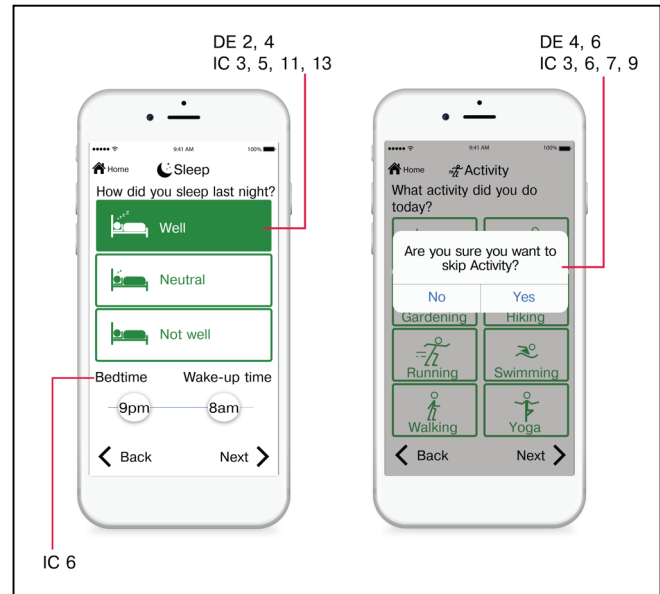 DE 2, 4
IC 3, 5, 11, 13
DE 4, 6
IC 3, 6, 7, 9
9:41 AM
100%
Home
Sleep
How did you sleep last night?
Well
Neutral
Not well
Bedtime Wake-up time
9pm 8am
Back Next
IC 6
9:41 AM
100%
Home
Activity
What activity did you do
today?
Are you sure you want to
skip Activity?
No Yes
Gardening Hiking
Running Swimming
Walking Yoga
Back Next